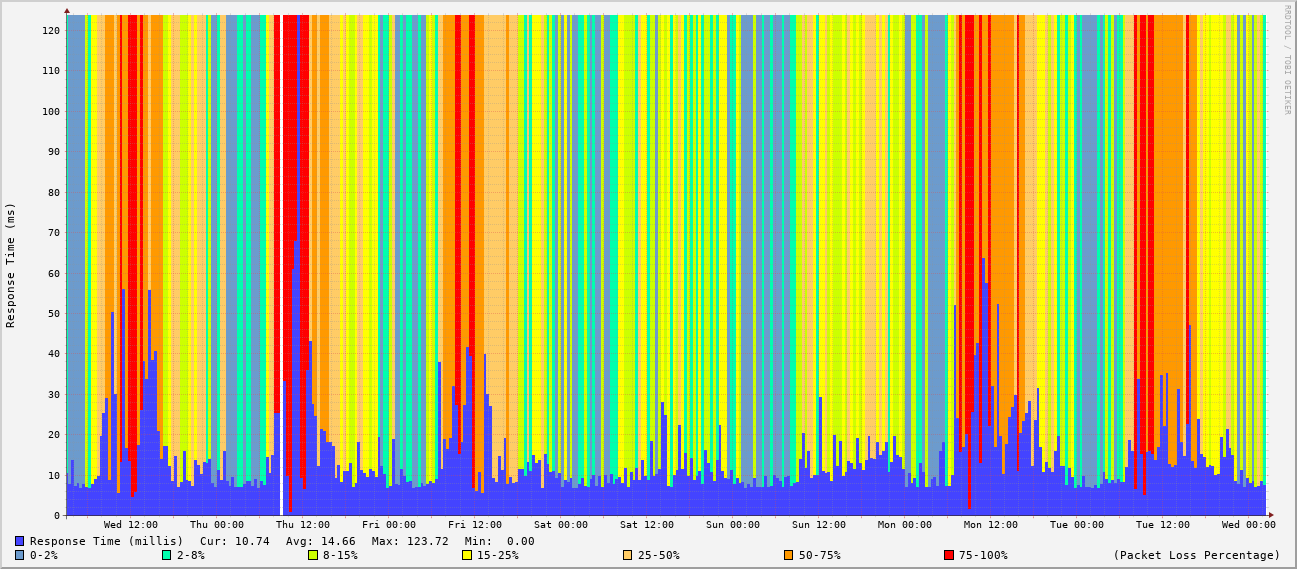 RRDTOOL / TOBI OETIKER
Response Time (ms)
120
110
100
90
80
70
60
50
40
30
20
10
0
Wed 12:00 Thu 00:00 Thu 12:00 Fri 00:00 Fri 12:00 Sat 00:00 Sat 12:00 Sun 00:00 Sun 12:00 Mon 00:00 Mon 12:00 Tue 00:00 Tue 12:00 Wed 00:00
Response Time (millis) Cur: 10.74 Avg: 14.66 Max: 123.72 Min: 0.00
0-2% 2-8% 8-15% 15-25% 25-50% 50-75% 75-100% (Packet Loss Percentage)